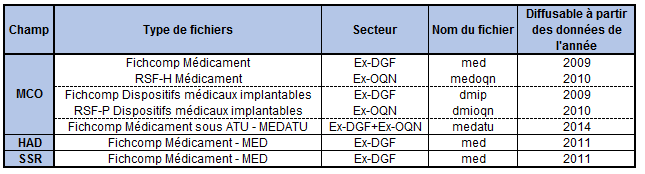 Champ Type de fichiers Secteur Nom du fichier Diffusable à partir des données de l'année
MCO
Fichcomp Médicament Ex-DGF med 2009
RSF-H Médicament Ex-OQN medoqn 2010
Fichcomp Dispositifs médicaux implantables Ex-DGF dmip 2009
RSF-P Dispositifs médicaux implantables Ex-OQN dmioqn 2010
Fichcomp Médicament sous ATU - MEDATU Ex-DGF+Ex-OQN medatu 2014
HAD Fichcomp Médicament - MED Ex-DGF med 2011
SSR Fichcomp Médicament - MED Ex-DGF med 2011